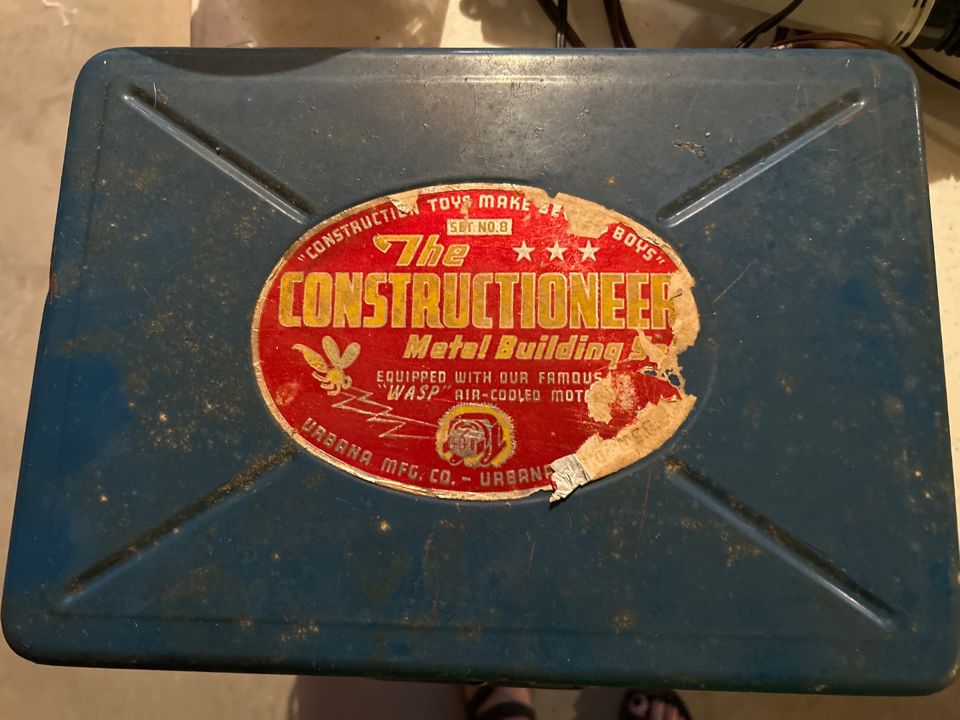 "CONSTRUCTION TOYS MAKE BOYS"
SET NO.8
The
CONSTRUCTIONEER
Metal Building
EQUIPPED WITH OUR FAMOUS
"WASP" AIR-COOLED MOT
URBANA MFG. CO. - URBANA